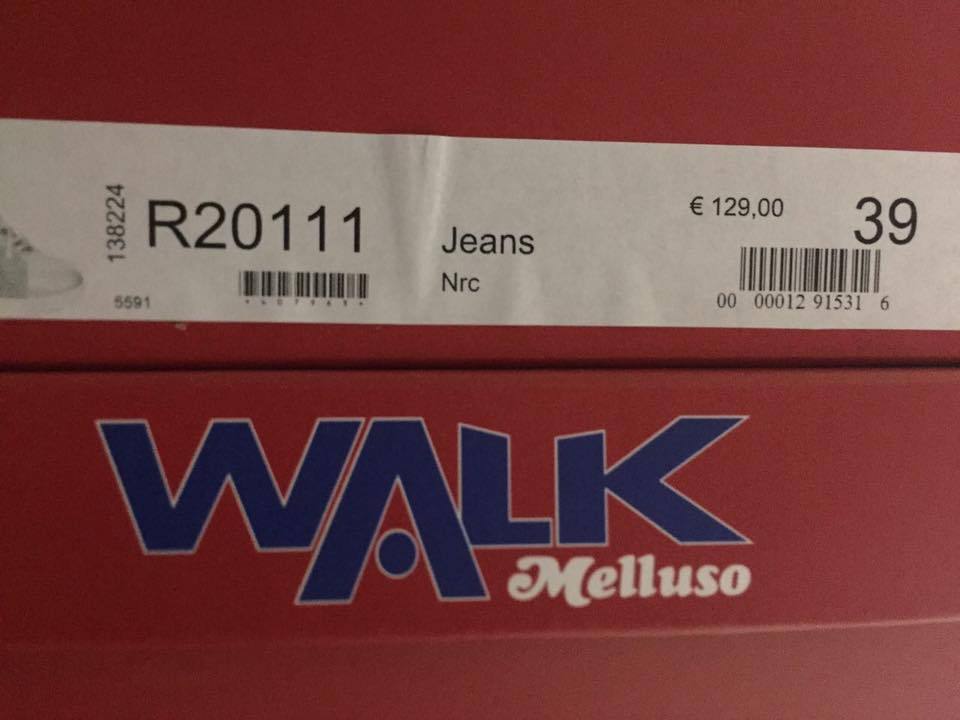 138224
R20111
5591
Jeans
Nrc
€ 129,00
39
00 00012 91531 6
WALK
Melluso